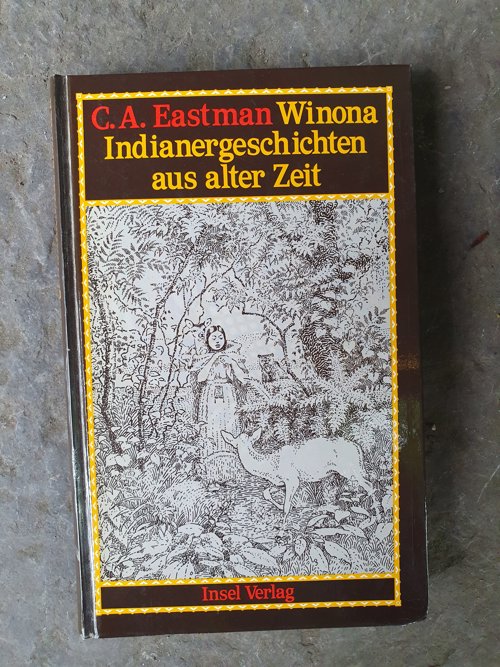 C. A. Eastman Winona
Indianergeschichten
aus alter Zeit
Insel Verlag